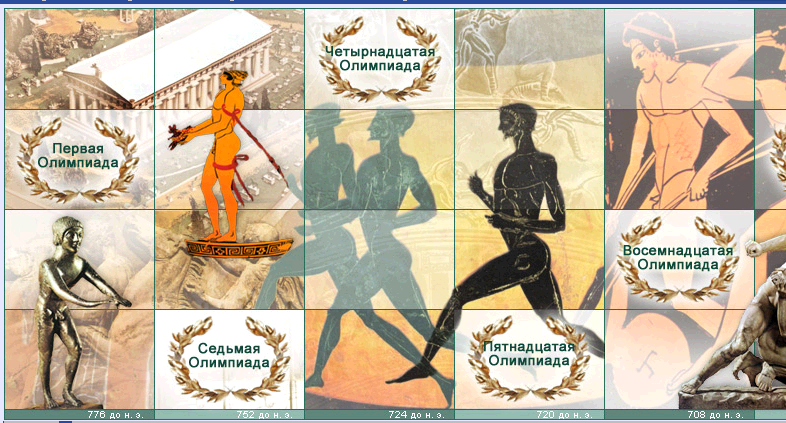 Четырнадцатая
Олимпиада
Первая
Олимпиада
Восемнадцатая
Олимпиада
Седьмая
Олимпиада
Пятнадцатая
Олимпиада
776 до н. э.
752 до н. э.
724 до н. э.
720 до н. э.
708 до н. э.